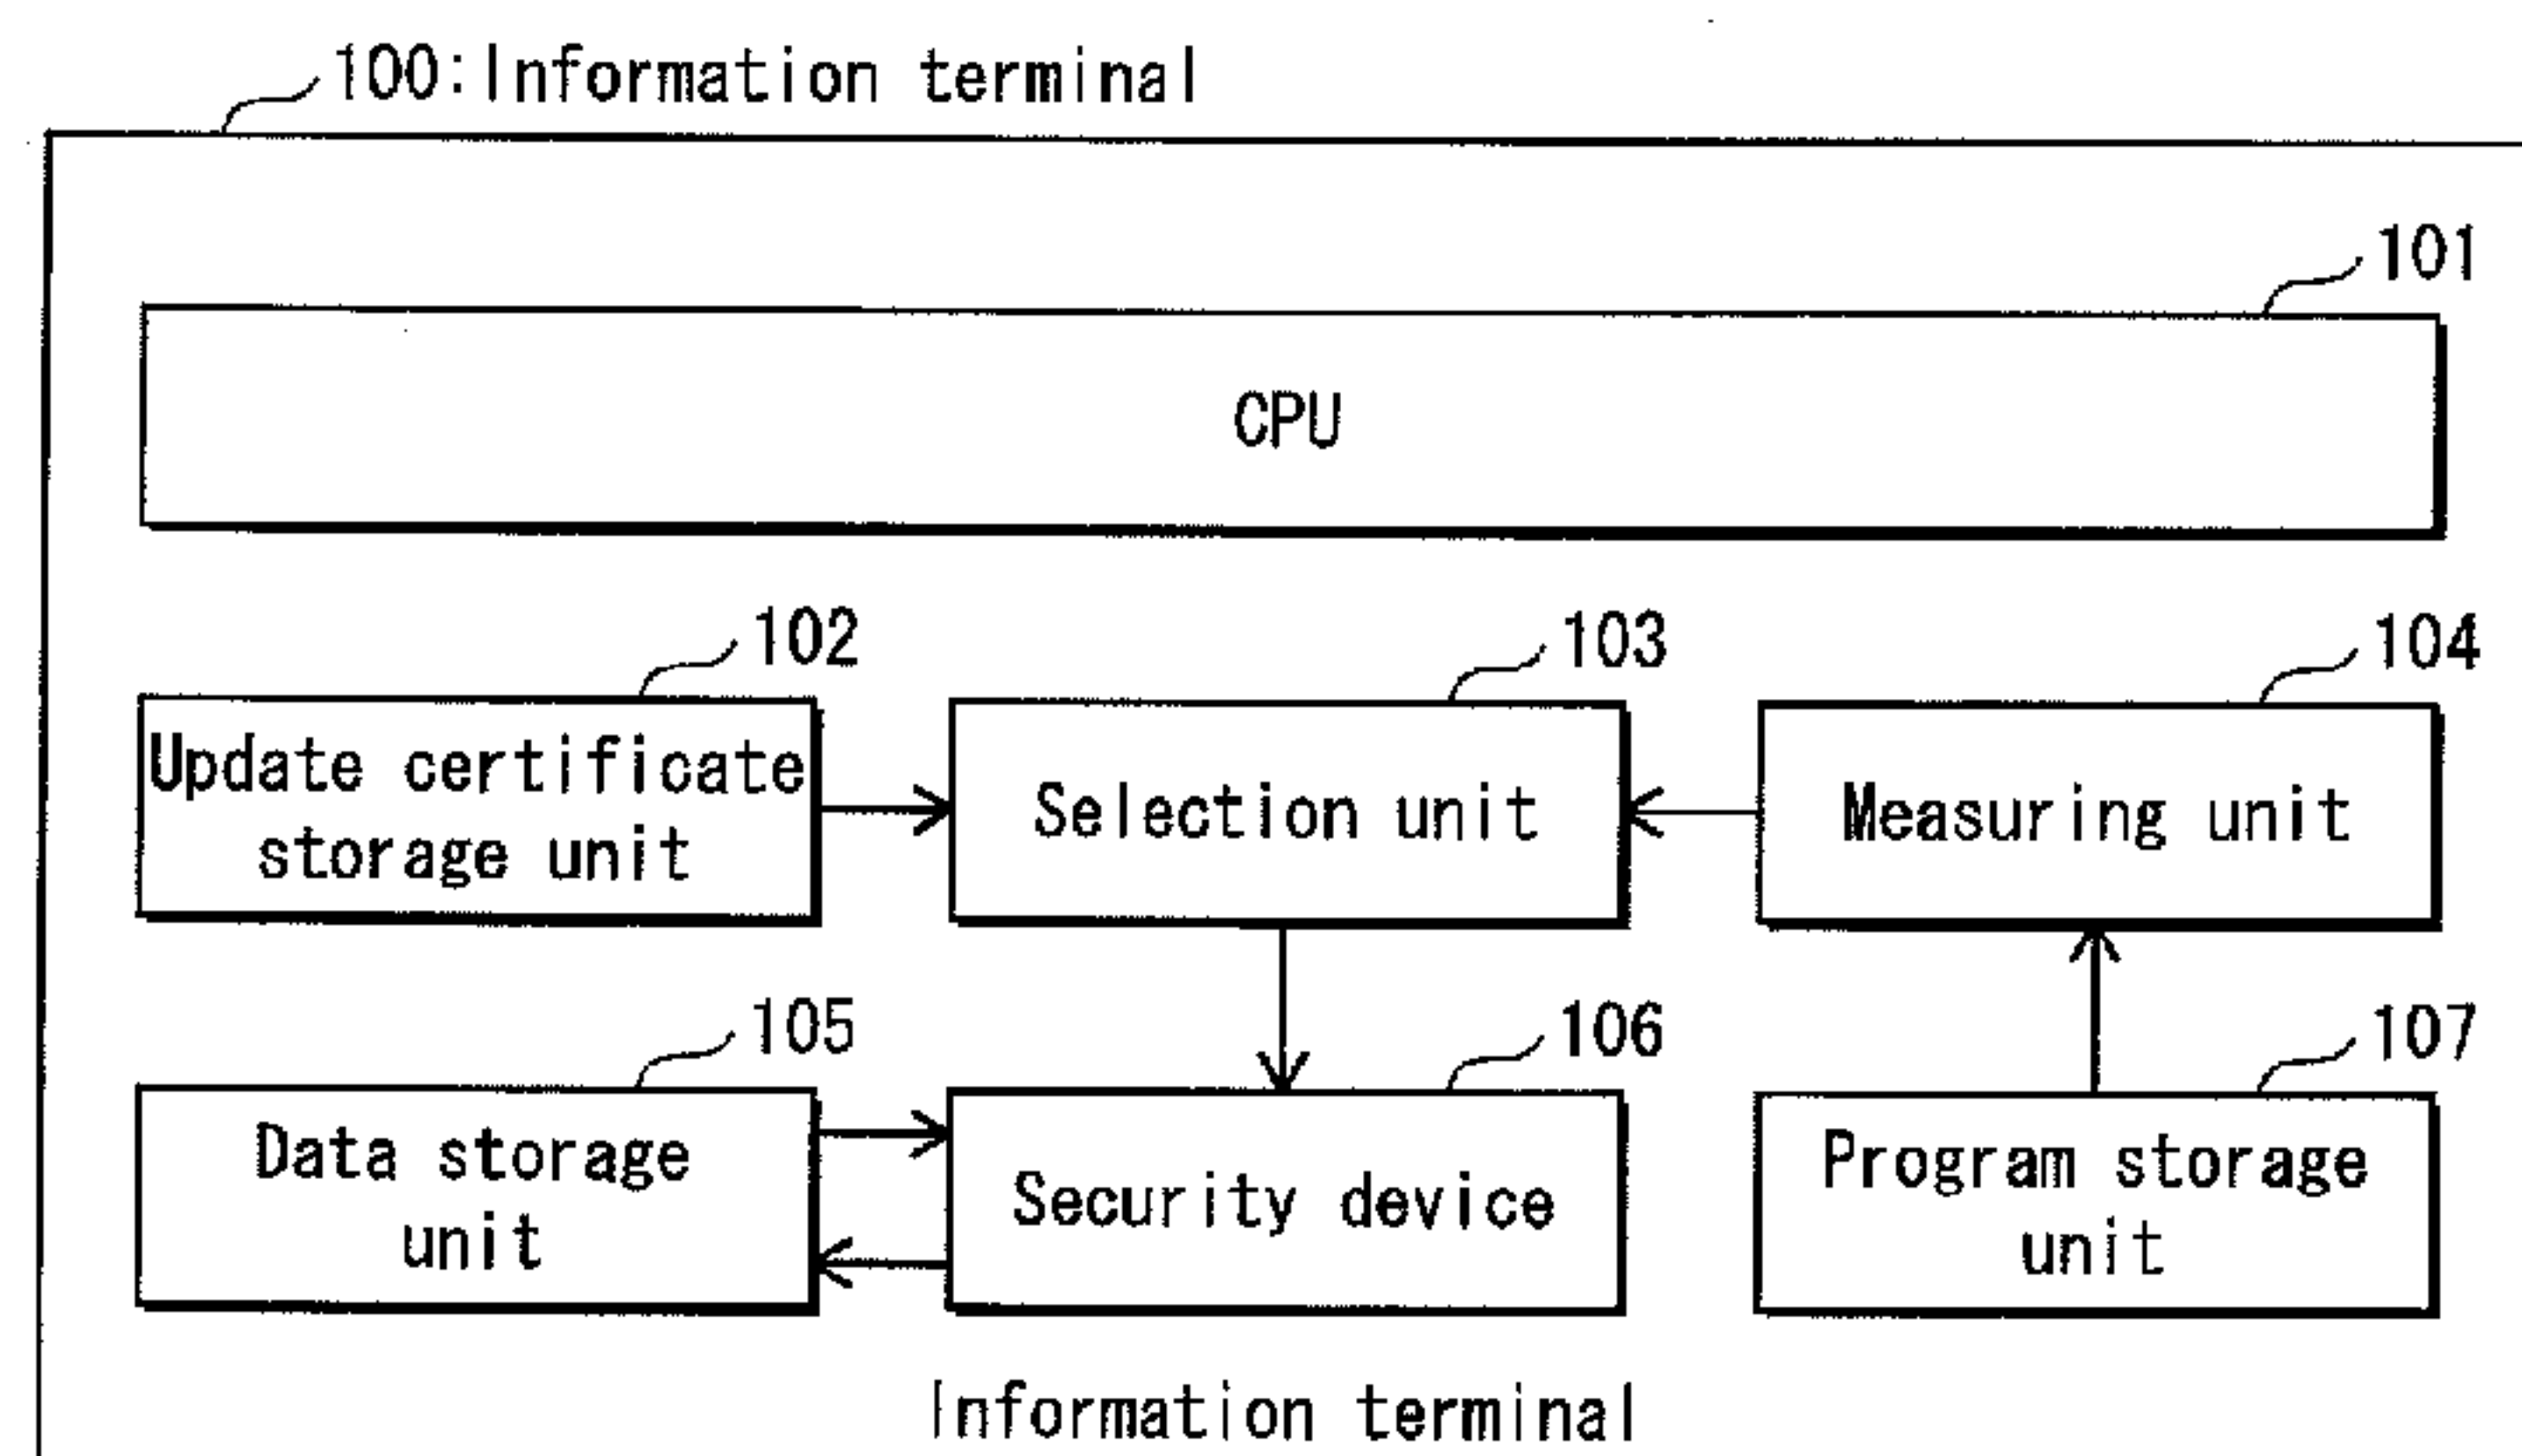 100:Information terminal
101
CPU
102
103
104
Update certificate
storage unit
Selection unit
Measuring unit
105
106
107
Data storage
unit
Security device
Program storage
unit
Information terminal